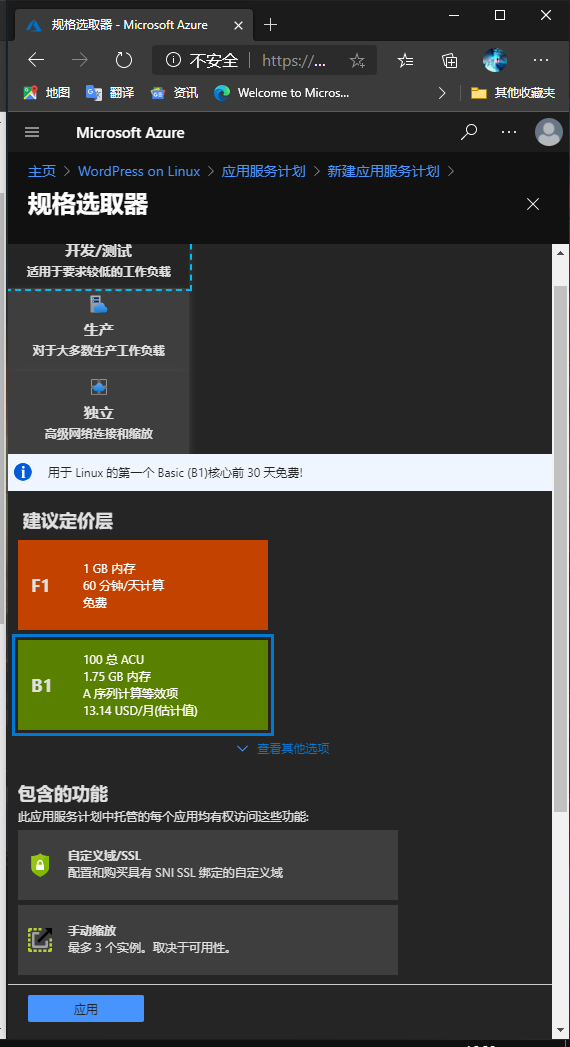 规格选取器 - Microsoft Azure
不安全 https://...
地图 翻译 资讯 Welcome to Micros... 其他收藏夹
Microsoft Azure
主页 > WordPress on Linux > 应用服务计划 > 新建应用服务计划 >
规格选取器
开发/测试
适用于要求较低的工作负载
生产
对于大多数生产工作负载
独立
高级网络连接和缩放
用于 Linux 的第一个 Basic (B1)核心前 30 天免费!
建议定价层
F1
1 GB 内存
60 分钟/天计算
免费
B1
100 总 ACU
1.75 GB 内存
A 序列计算等效项
13.14 USD/月(估计值)
查看其他选项
包含的功能
此应用服务计划中托管的每个应用均有权访问这些功能:
自定义域/SSL
配置和购买具有 SNI SSL 绑定的自定义域
手动缩放
最多 3 个实例。取决于可用性。
应用